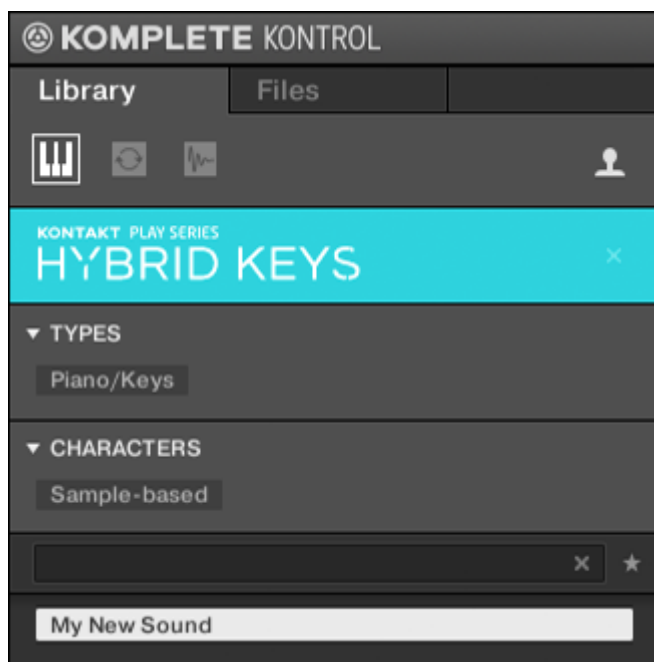 KOMPLETE KONTROL
Library Files
KONTAKT PLAY SERIES
HYBRID KEYS
TYPES
Piano/Keys
CHARACTERS
Sample-based
My New Sound